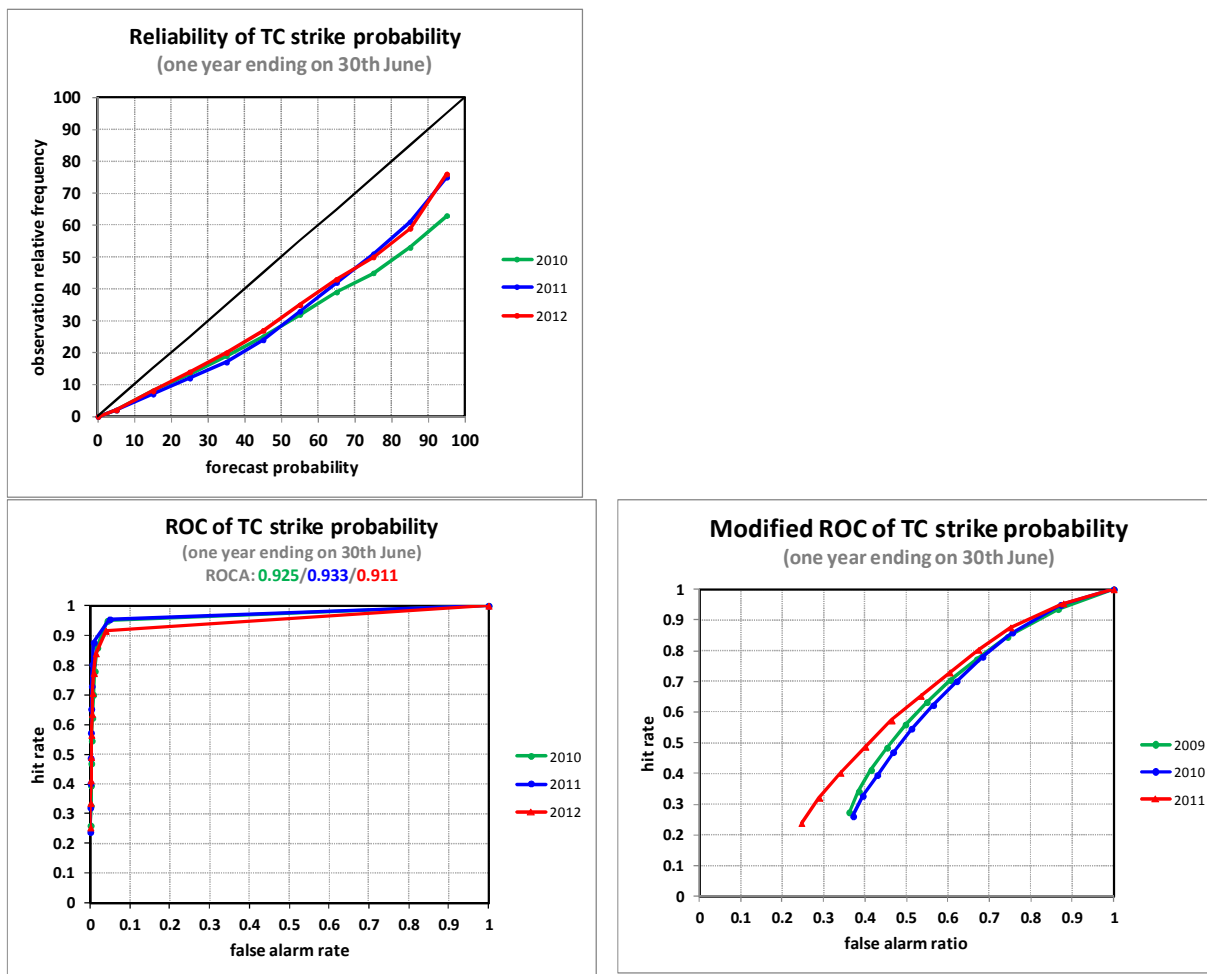 Reliability of TC strike probability
(one year ending on 30th June)
100
90
80
70
60
50
40
30
20
10
0
observation relative frequency
0 10 20 30 40 50 60 70 80 90 100
forecast probability
2010
2011
2012
ROC of TC strike probability
(one year ending on 30th June)
ROCA: 0.925/0.933/0.911
1
0.9
0.8
0.7
0.6
0.5
0.4
0.3
0.2
0.1
0
hit rate
0 0.1 0.2 0.3 0.4 0.5 0.6 0.7 0.8 0.9 1
false alarm rate
2010
2011
2012
Modified ROC of TC strike probability
(one year ending on 30th June)
1
0.9
0.8
0.7
0.6
0.5
0.4
0.3
0.2
0.1
0
hit rate
0 0.1 0.2 0.3 0.4 0.5 0.6 0.7 0.8 0.9 1
false alarm ratio
2009
2010
2011